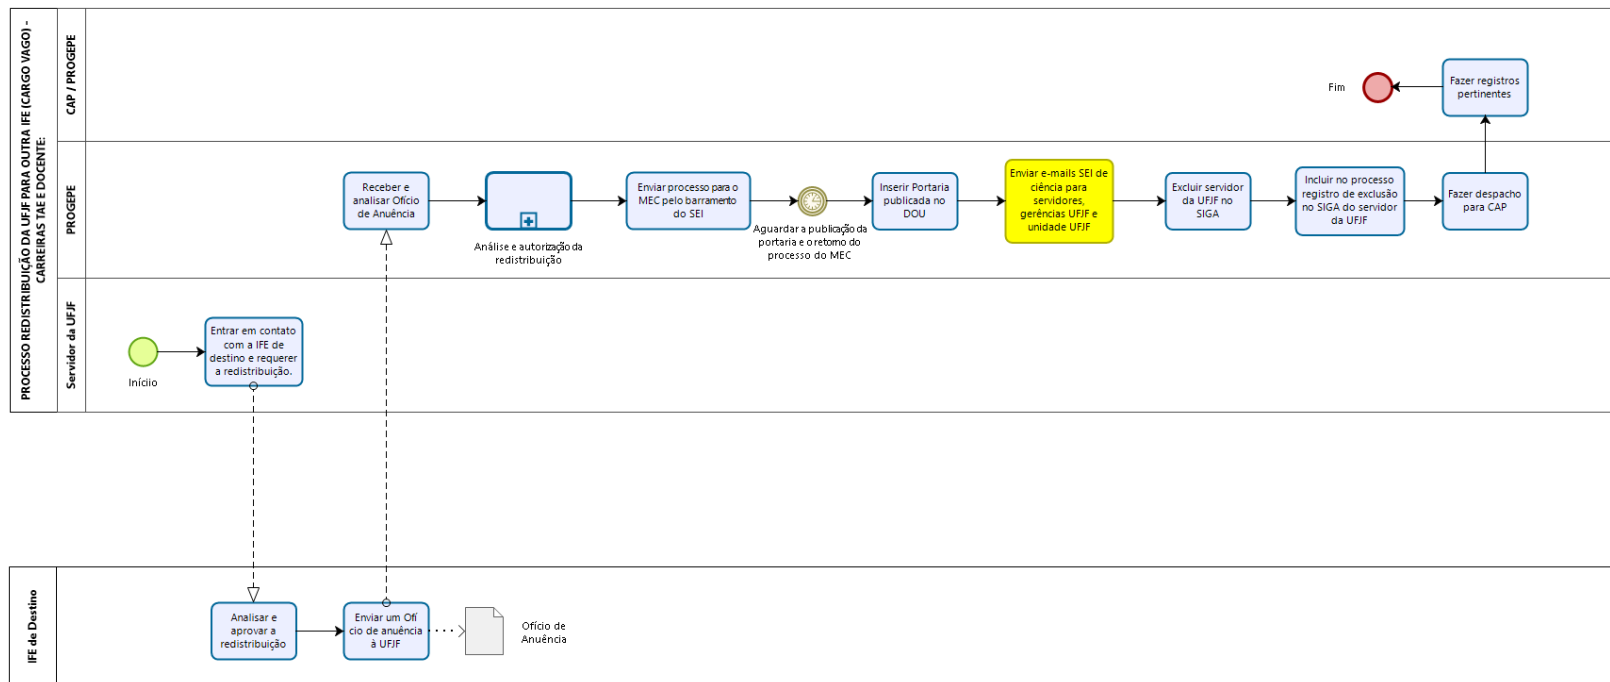 PROCESSO REDISTRIBUIÇÃO DA UFJF PARA OUTRA IFE (CARGO VAGO) -
CARREIRAS TAE E DOCENTE:
CAP / PROGEPE
Fim
Fazer registros
pertinentes
PROGEPE
Receber e
analisar Ofício
de Anuência
Análise e autorização da
redistribuição
Enviar processo para o
MEC pelo barramento
do SEI
Aguardar a publicação da
portaria e o retorno do
processo do MEC
Inserir Portaria
publicada no
DOU
Enviar e-mails SEI de
ciência para
servidores,
gerências UFJF e
unidade UFJF
Excluir servidor
da UFJF no
SIGA
Incluir no processo
registro de exclusão
no SIGA do servidor
da UFJF
Fazer despacho
para CAP
Servidor da UFJF
Iníciio
Entrar em contato
com a IFE de
destino e requerer
a redistribuição.
IFE de Destino
Analisar e
aprovar a
redistribuição
Enviar um Ofí
cio de anuência
à UFJF
Ofício de
Anuência